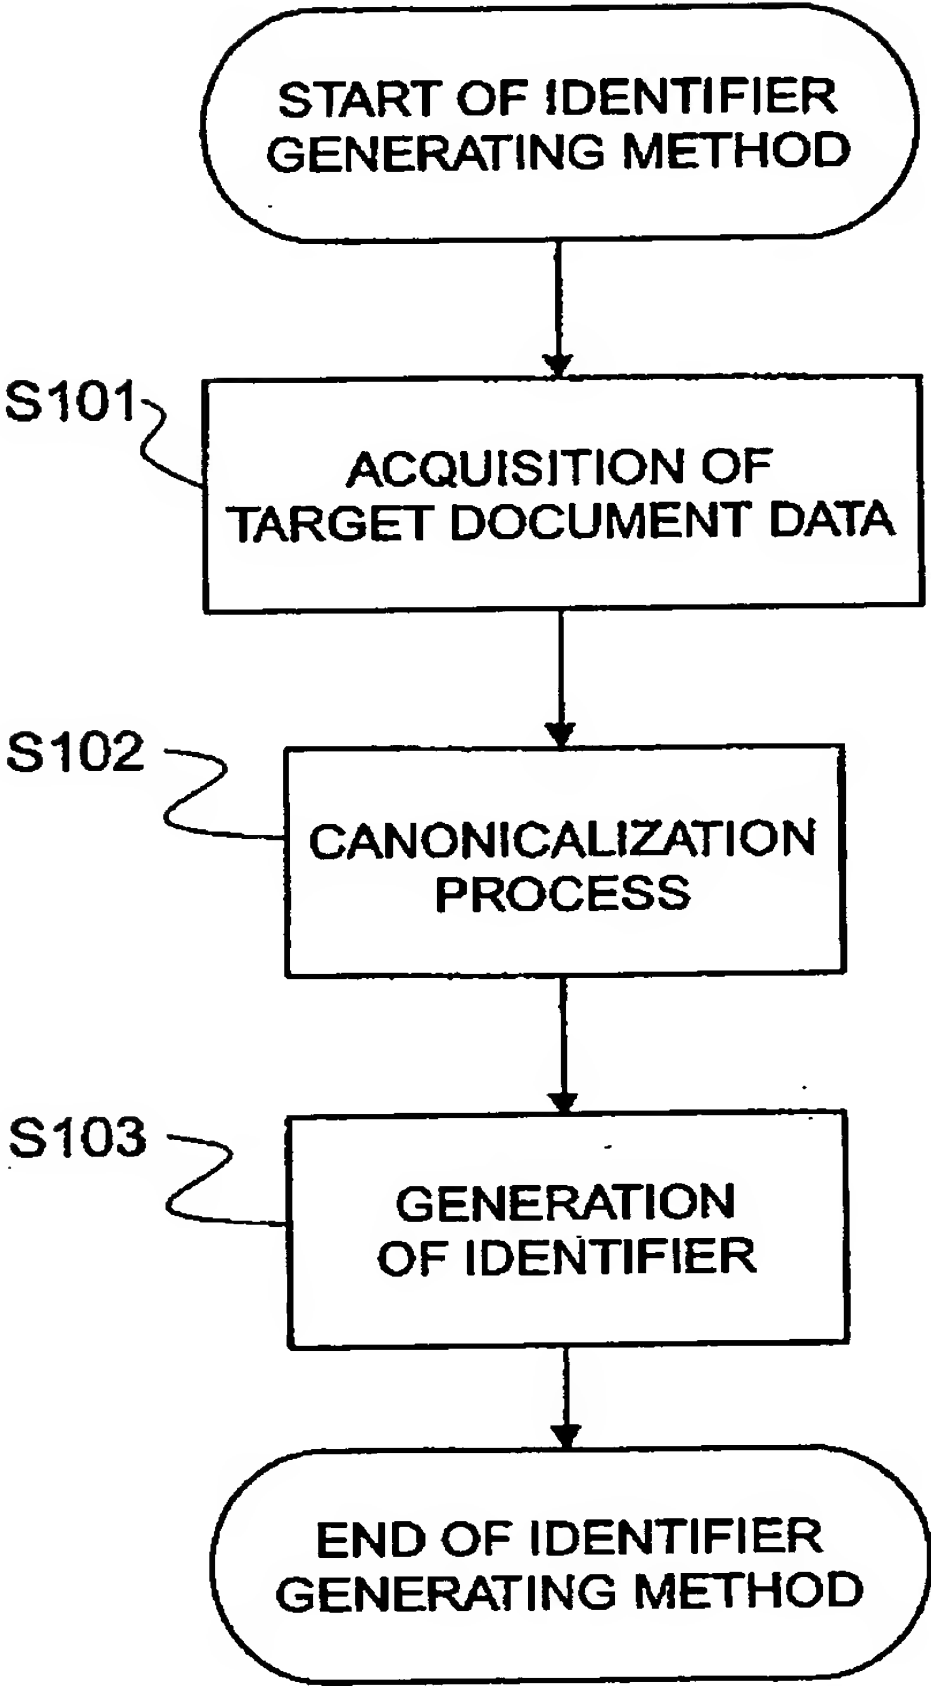 START OF IDENTIFIER
GENERATING METHOD
S101
ACQUISITION OF
TARGET DOCUMENT DATA
S102
CANONICALIZATION
PROCESS
S103
GENERATION
OF IDENTIFIER
END OF IDENTIFIER
GENERATING METHOD